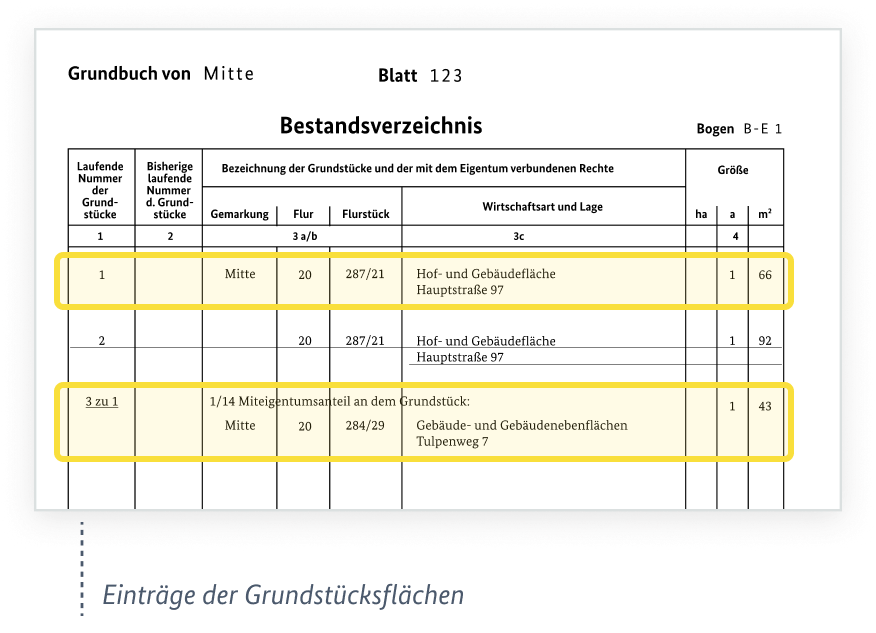 Grundbuch von Mitte Blatt 123
Bestandsverzeichnis
Bogen B-E 1
Laufende Nummer der Grund-stücke
Bisherige laufende Nummer d. Grund-stücke
Bezeichnung der Grundstücke und der mit dem Eigentum verbundenen Rechte
Größe
Gemarkung Flur Flurstück Wirtschaftsart und Lage ha a m²
1 2 3 a/b 3c 4
1 Mitte 20 287/21 Hof- und Gebäudefläche 1 66
Hauptstraße 97
2 20 287/21 Hof- und Gebäudefläche 1 92
Hauptstraße 97
3 zu 1 1/14 Miteigentumsanteil an dem Grundstück: 1 43
Mitte 20 284/29 Gebäude- und Gebäudenebenflächen
Tulpenweg 7
Einträge der Grundstücksflächen